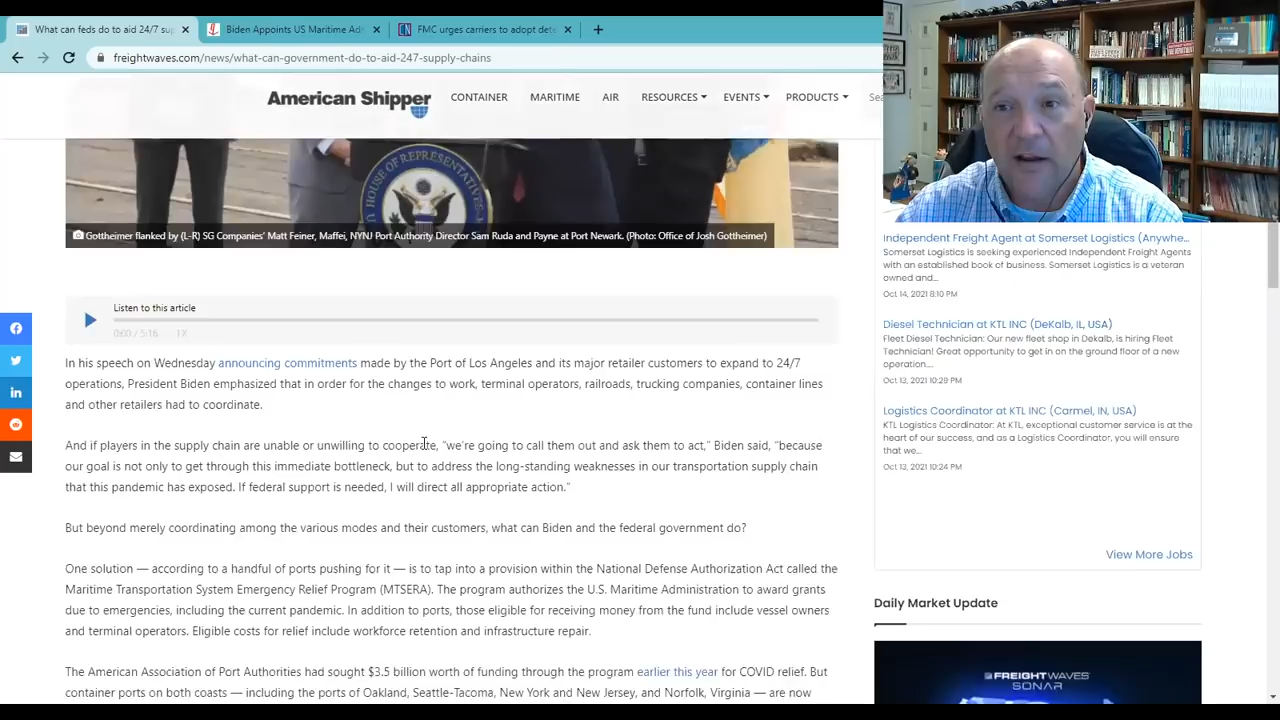 What can feds do to aid 24/7 sup
Biden Appoints US Maritime Ad
FMC urges carriers to adopt dete
freightwaves.com/news/what-can-government-do-to-aid-247-supply-chains
American Shipper
CONTAINER MARITIME AIR RESOURCES EVENTS PRODUCTS Sea
HOUSE OF REPRESENTATIVES
Gottheimer flanked by (L-R) SG Companies' Matt Feiner, Maffei, NYNJ Port Authority Director Sam Ruda and Payne at Port Newark. (Photo: Office of Josh Gottheimer)
Listen to this article
0:00 / 5:16 1X
In his speech on Wednesday announcing commitments made by the Port of Los Angeles and its major retailer customers to expand to 24/7
operations, President Biden emphasized that in order for the changes to work, terminal operators, railroads, trucking companies, container lines
and other retailers had to coordinate.
And if players in the supply chain are unable or unwilling to cooperate, "we're going to call them out and ask them to act," Biden said, "because
our goal is not only to get through this immediate bottleneck, but to address the long-standing weaknesses in our transportation supply chain
that this pandemic has exposed. If federal support is needed, I will direct all appropriate action."
But beyond merely coordinating among the various modes and their customers, what can Biden and the federal government do?
One solution — according to a handful of ports pushing for it — is to tap into a provision within the National Defense Authorization Act called the
Maritime Transportation System Emergency Relief Program (MTSERA). The program authorizes the U.S. Maritime Administration to award grants
due to emergencies, including the current pandemic. In addition to ports, those eligible for receiving money from the fund include vessel owners
and terminal operators. Eligible costs for relief include workforce retention and infrastructure repair.
The American Association of Port Authorities had sought $3.5 billion worth of funding through the program earlier this year for COVID relief. But
container ports on both coasts — including those in Oakland, Seattle-Tacoma, New York and New Jersey, and Norfolk, Virginia — are now
Independent Freight Agent at Somerset Logistics (Anywhe...
Somerset Logistics is seeking experienced Independent Freight Agents
with an established book of business. Somerset Logistics is a veteran
owned and...
Oct 14, 2021 8:10 PM
Diesel Technician at KTL INC (DeKalb, IL, USA)
Fleet Diesel Technician: Our new fleet shop in Dekalb, is hiring Fleet
Technician! Great opportunity to get in on the ground floor of a new
operation....
Oct 13, 2021 10:29 PM
Logistics Coordinator at KTL INC (Carmel, IN, USA)
KTL Logistics Coordinator: At KTL, exceptional customer service is at the
heart of our success, and as a Logistics Coordinator, you will ensure
that we...
Oct 13, 2021 10:24 PM
View More Jobs
Daily Market Update
FREIGHTWAVES
SONAR